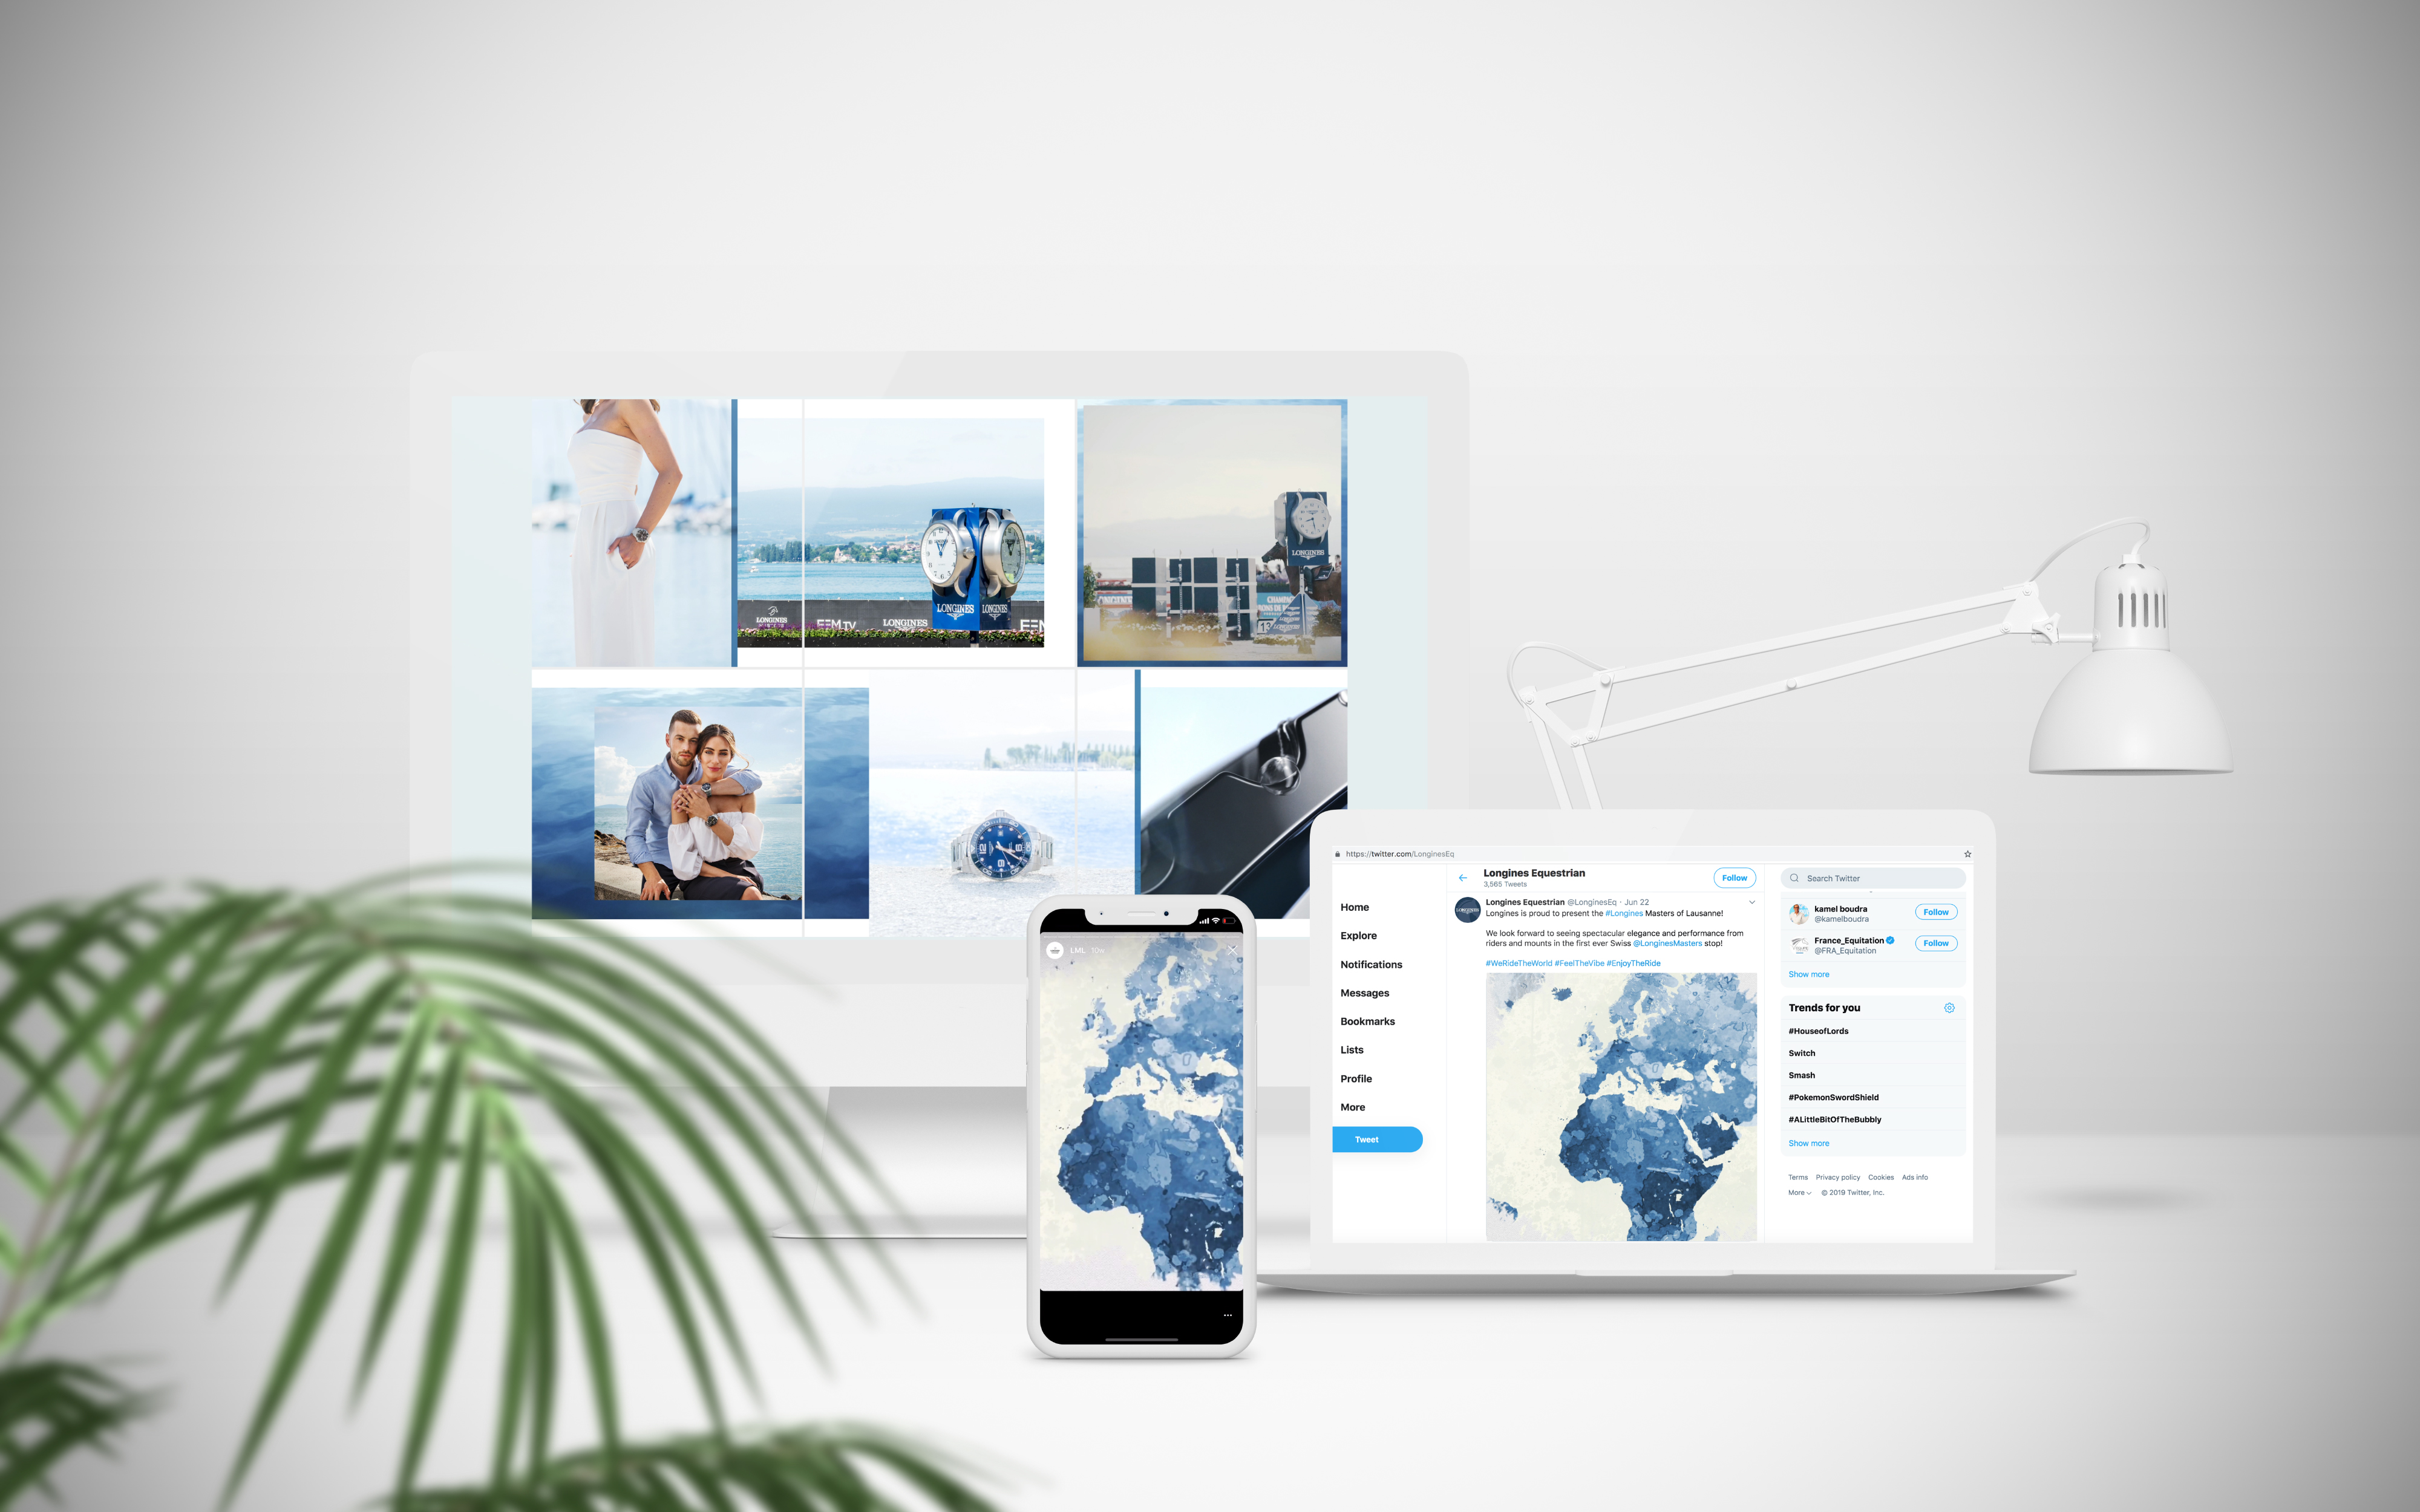 LONGINES
LONGINES
LONGINES
EEM.TV
LONGINES
EEM
LONGINES
13
LML 10w
https://twitter.com/LonginesEq
Longines Equestrian
3,565 Tweets
Follow
Search Twitter
Home
Explore
Notifications
Messages
Bookmarks
Lists
Profile
More
Tweet
Longines Equestrian @LonginesEq · Jun 22
Longines is proud to present the #Longines Masters of Lausanne!
We look forward to seeing spectacular elegance and performance from
riders and mounts in the first ever Swiss @LonginesMasters stop!
#WeRideTheWorld #FeelTheVibe #EnjoyTheRide
kamel boudra
@kamelboudra
Follow
France_Equitation
@FRA_Equitation
Follow
Show more
Trends for you
#HouseofLords
Switch
Smash
#PokemonSwordShield
#ALittleBitOfTheBubbly
Show more
Terms Privacy policy Cookies Ads info
More © 2019 Twitter, Inc.